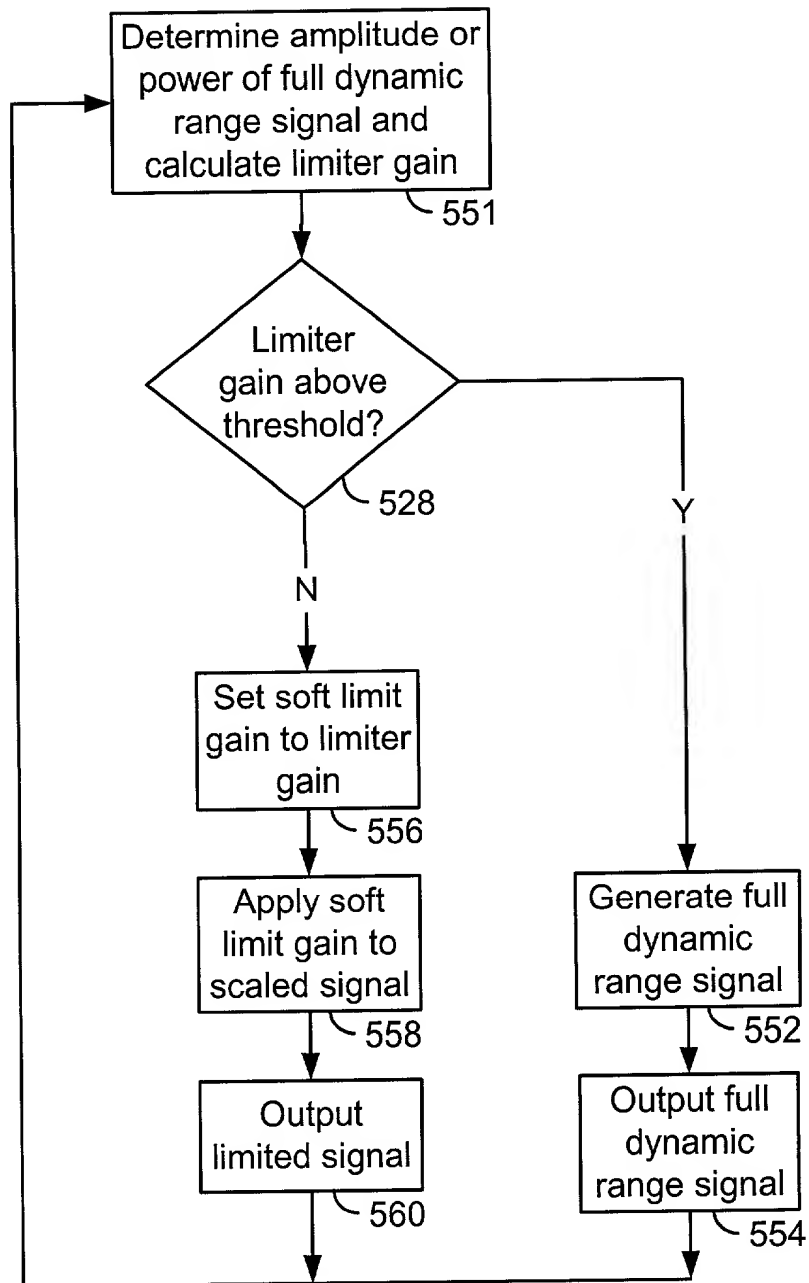 Determine amplitude or
power of full dynamic
range signal and
calculate limiter gain
551
Limiter
gain above
threshold?
528
Y
N
Set soft limit
gain to limiter
gain
556
Apply soft
limit gain to
scaled signal
558
Generate full
dynamic
range signal
552
Output
limited signal
560
Output full
dynamic
range signal
554